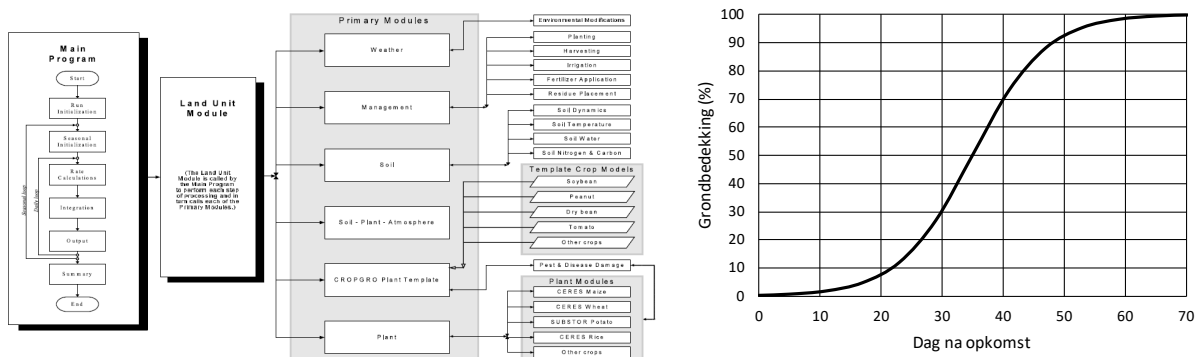 Main
Program
Start
Run
Initialization
Seasonal
Initialization
Rate
Calculations
Integration
Output
Summary
End
Seasonal loop
Daily loop
Land Unit
Module
(The Land Unit
Module is called by
the Main Program
to perform each step
of processing and in
turn calls each of the
Primary Modules.)
Primary Modules
Weather
Management
Soil
Soil - Plant - Atmosphere
CROPGRO Plant Template
Plant
Environmental Modifications
Planting
Harvesting
Irrigation
Fertilizer Application
Residue Placement
Soil Dynamics
Soil Temperature
Soil Water
Soil Nitrogen & Carbon
Template Crop Models
Soybean
Peanut
Dry bean
Tomato
Other crops
Pest & Disease Damage
Plant Modules
CERES Maize
CERES Wheat
SUBSTOR Potato
CERES Rice
Other crops
Grondbedekking (%)
100
90
80
70
60
50
40
30
20
10
0
0 10 20 30 40 50 60 70
Dag na opkomst